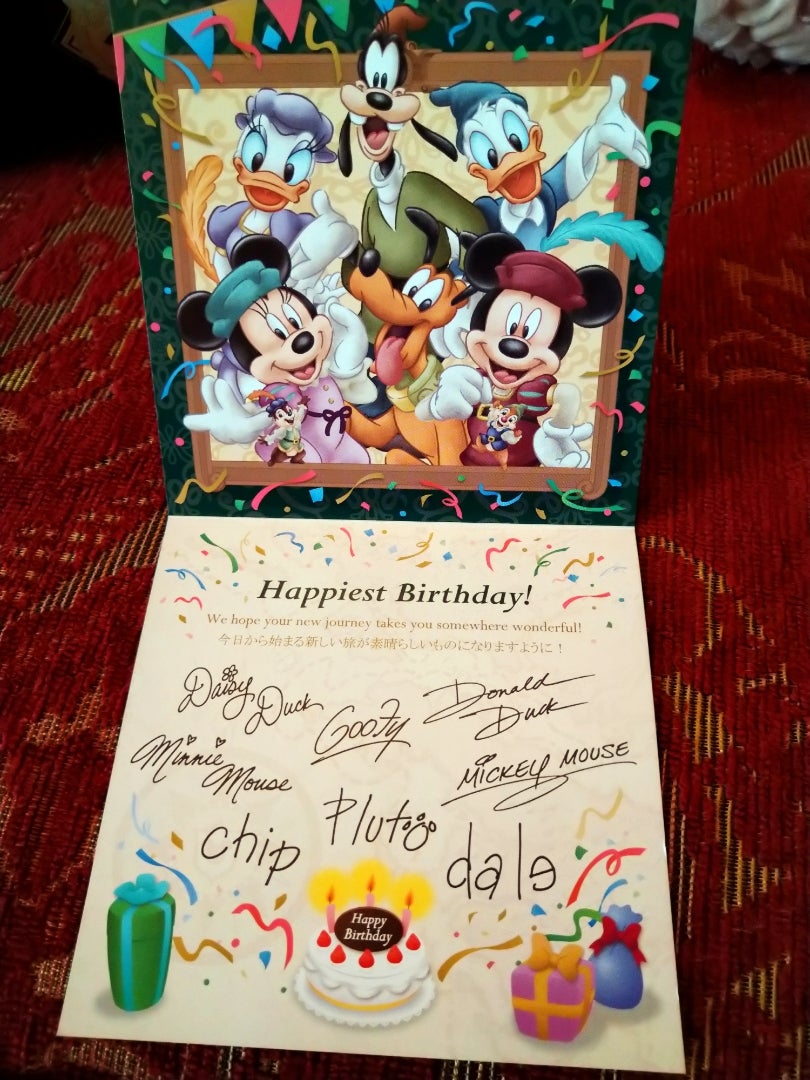 Happiest Birthday!
We hope your new journey takes you somewhere wonderful!
今日から始まる新しい旅が素晴らしいものになりますように！
Daisy Duck
Goofy
Donald Duck
Minnie Mouse
MICKEY MOUSE
Pluto
chip
dale
Happy
Birthday